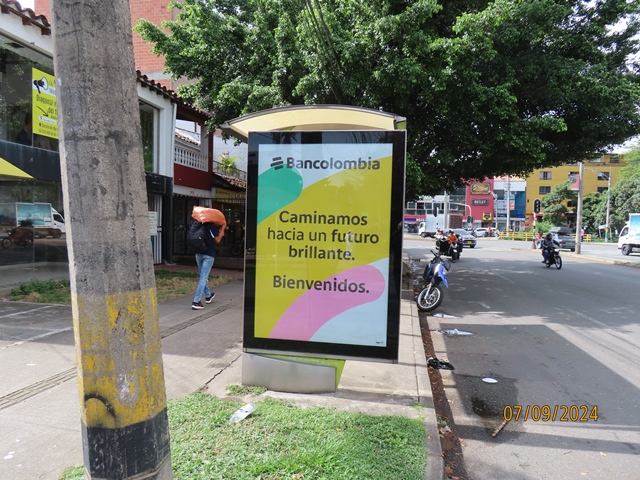 Bancolombia
Caminamos
hacia un futuro
brillante.
Bienvenidos.
07/09/2024